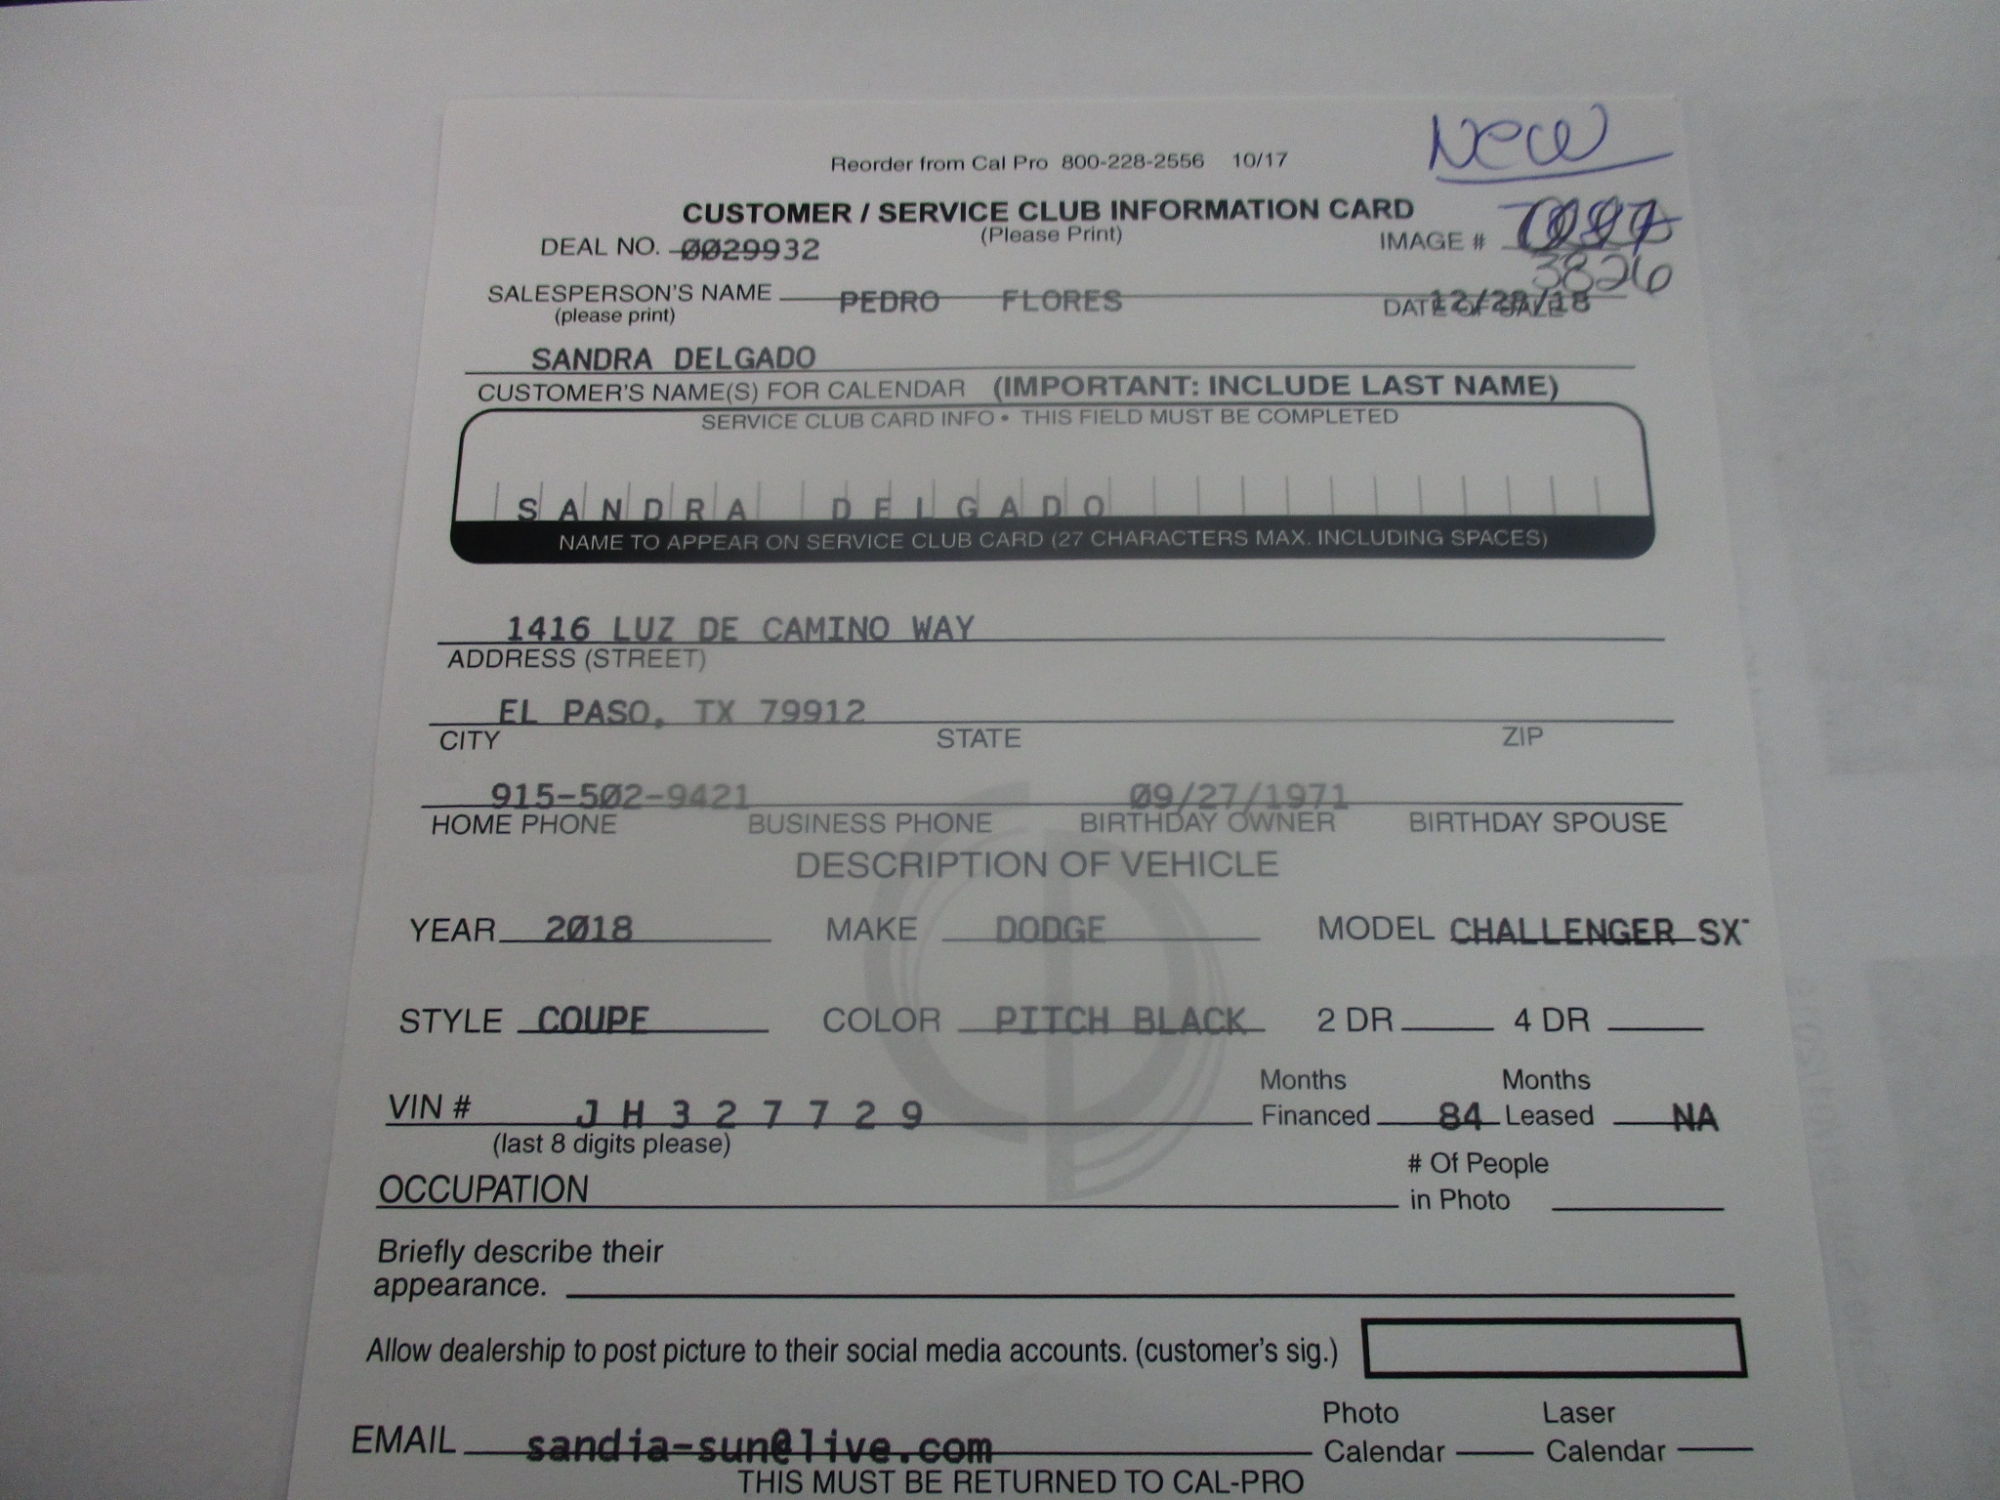 New
Reorder from Cal Pro 800-228-2556 10/17
CUSTOMER / SERVICE CLUB INFORMATION CARD
(Please Print)
DEAL NO. 0029932
IMAGE #
3826
SALESPERSON'S NAME PEDRO FLORES
(please print)
DATE OF SALE 12/28/18
SANDRA DELGADO
CUSTOMER'S NAME(S) FOR CALENDAR (IMPORTANT: INCLUDE LAST NAME)
SERVICE CLUB CARD INFO • THIS FIELD MUST BE COMPLETED
SANDRA DELGADO
NAME TO APPEAR ON SERVICE CLUB CARD (27 CHARACTERS MAX. INCLUDING SPACES)
1416 LUZ DE CAMINO WAY
ADDRESS (STREET)
EL PASO, TX 79912
CITY STATE ZIP
915-502-9421 09/27/1971
HOME PHONE BUSINESS PHONE BIRTHDAY OWNER BIRTHDAY SPOUSE
DESCRIPTION OF VEHICLE
YEAR 2018 MAKE DODGE MODEL CHALLENGER SX
STYLE COUPE COLOR PITCH BLACK 2 DR 4 DR
Months Months
VIN # JH327729 Financed 84 Leased NA
(last 8 digits please)
# Of People
OCCUPATION in Photo
Briefly describe their
appearance.
Allow dealership to post picture to their social media accounts. (customer's sig.)
Photo Laser
EMAIL sandia-sun@live.com Calendar Calendar
THIS MUST BE RETURNED TO CAL-PRO